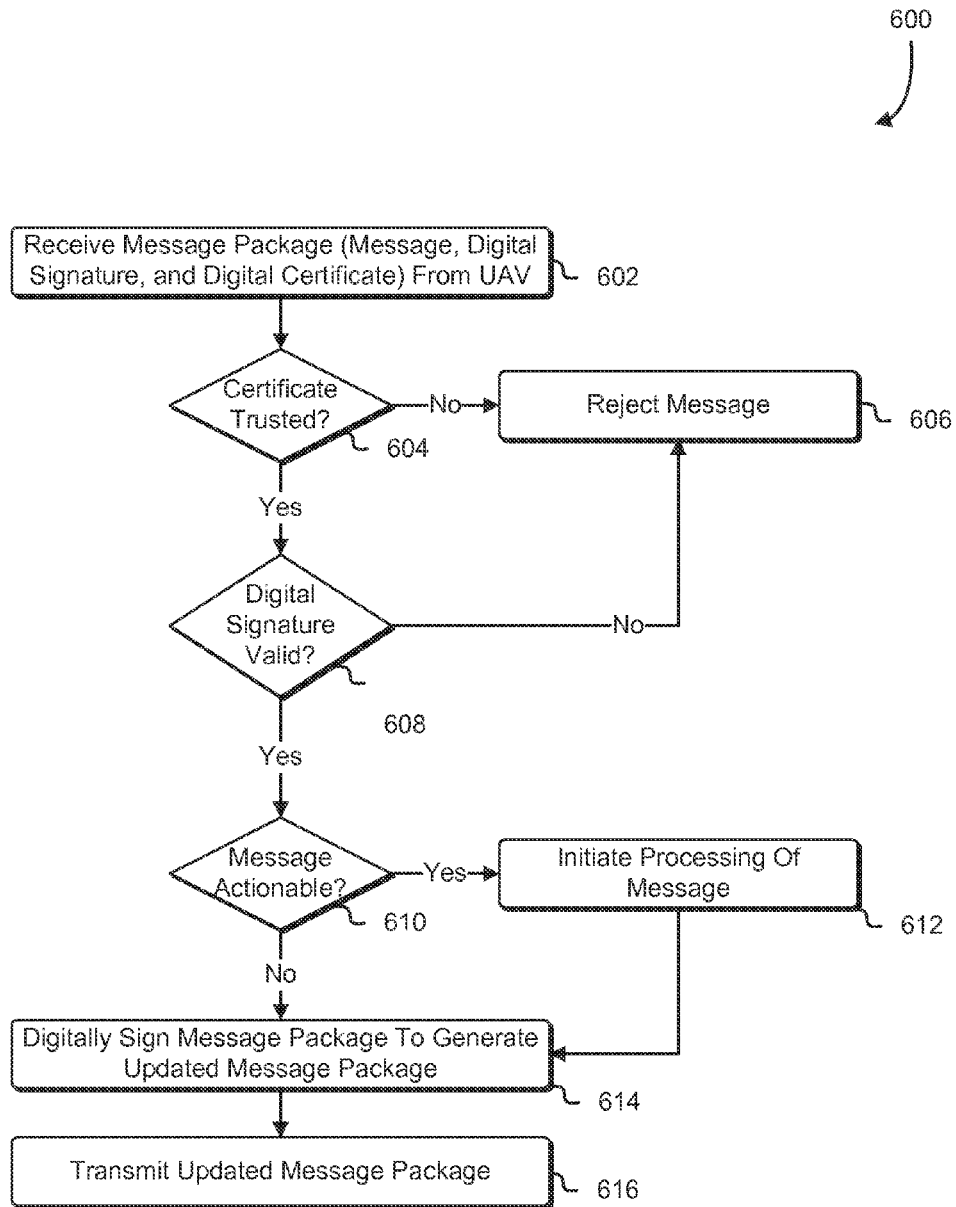 600
Receive Message Package (Message, Digital
Signature, and Digital Certificate) From UAV
602
Certificate
Trusted?
604
No
Reject Message
606
Yes
Digital
Signature
Valid?
608
No
Yes
Message
Actionable?
610
Yes
Initiate Processing Of
Message
612
No
Digitally Sign Message Package To Generate
Updated Message Package
614
Transmit Updated Message Package
616